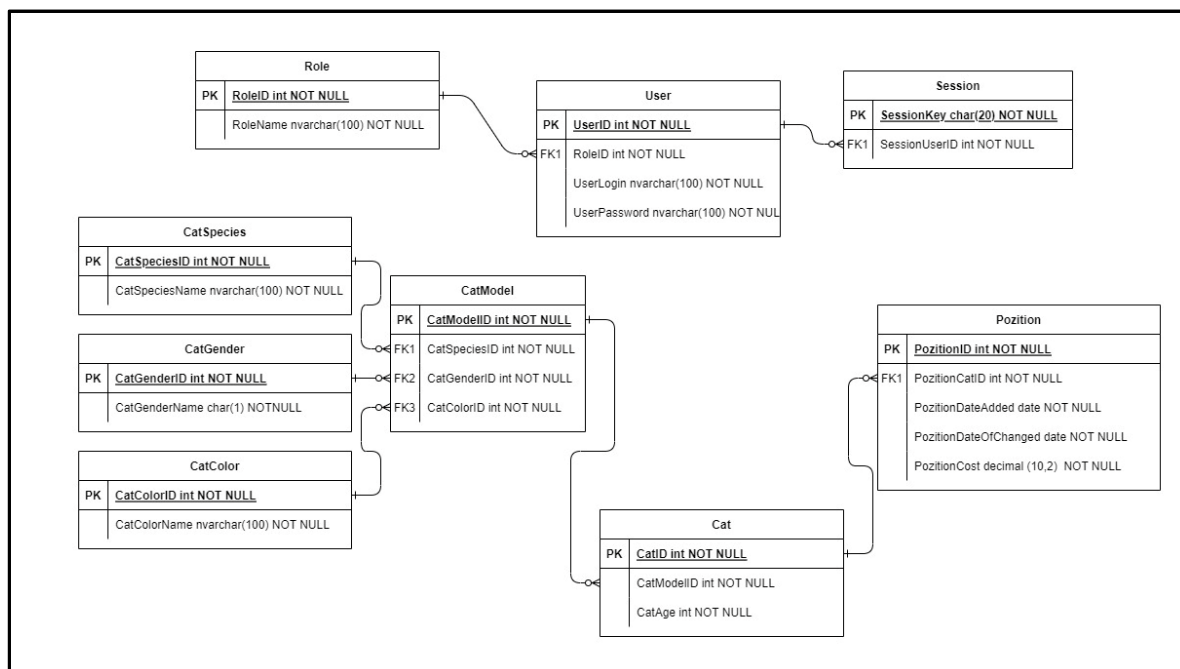 Role
PK RoleID int NOT NULL
RoleName nvarchar(100) NOT NULL
User
PK UserID int NOT NULL
FK1 RoleID int NOT NULL
UserLogin nvarchar(100) NOT NULL
UserPassword nvarchar(100) NOT NUL
Session
PK SessionKey char(20) NOT NULL
FK1 SessionUserID int NOT NULL
CatSpecies
PK CatSpeciesID int NOT NULL
CatSpeciesName nvarchar(100) NOT NULL
CatGender
PK CatGenderID int NOT NULL
CatGenderName char(1) NOTNULL
CatColor
PK CatColorID int NOT NULL
CatColorName nvarchar(100) NOT NULL
CatModel
PK CatModelID int NOT NULL
FK1 CatSpeciesID int NOT NULL
FK2 CatGenderID int NOT NULL
FK3 CatColorID int NOT NULL
Cat
PK CatID int NOT NULL
CatModelID int NOT NULL
CatAge int NOT NULL
Pozition
PK PozitionID int NOT NULL
FK1 PozitionCatID int NOT NULL
PozitionDateAdded date NOT NULL
PozitionDateOfChanged date NOT NULL
PozitionCost decimal (10,2) NOT NULL